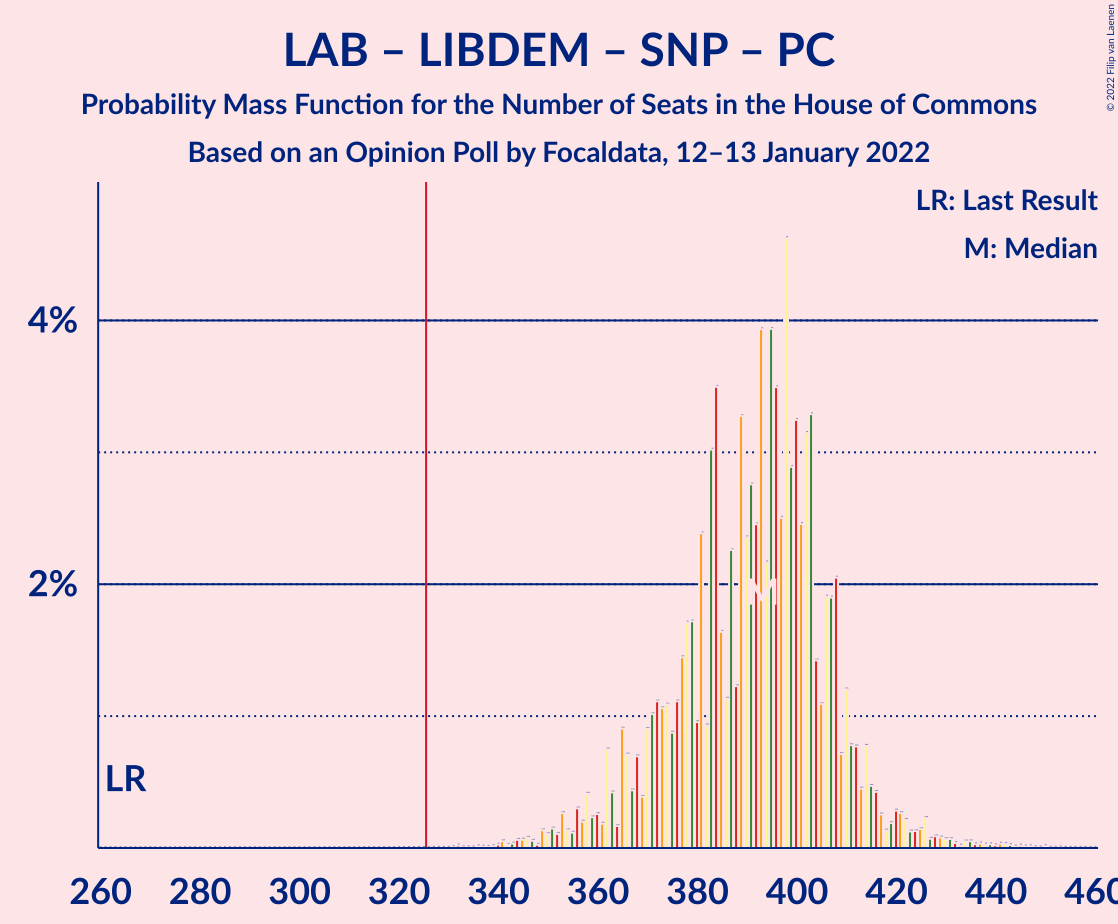 LAB – LIBDEM – SNP – PC
Probability Mass Function for the Number of Seats in the House of Commons
Based on an Opinion Poll by Focaldata, 12–13 January 2022
© 2022 Filip van Laenen
LR: Last Result
M: Median
4%
2%
M
LR
260 280 300 320 340 360 380 400 420 440 460